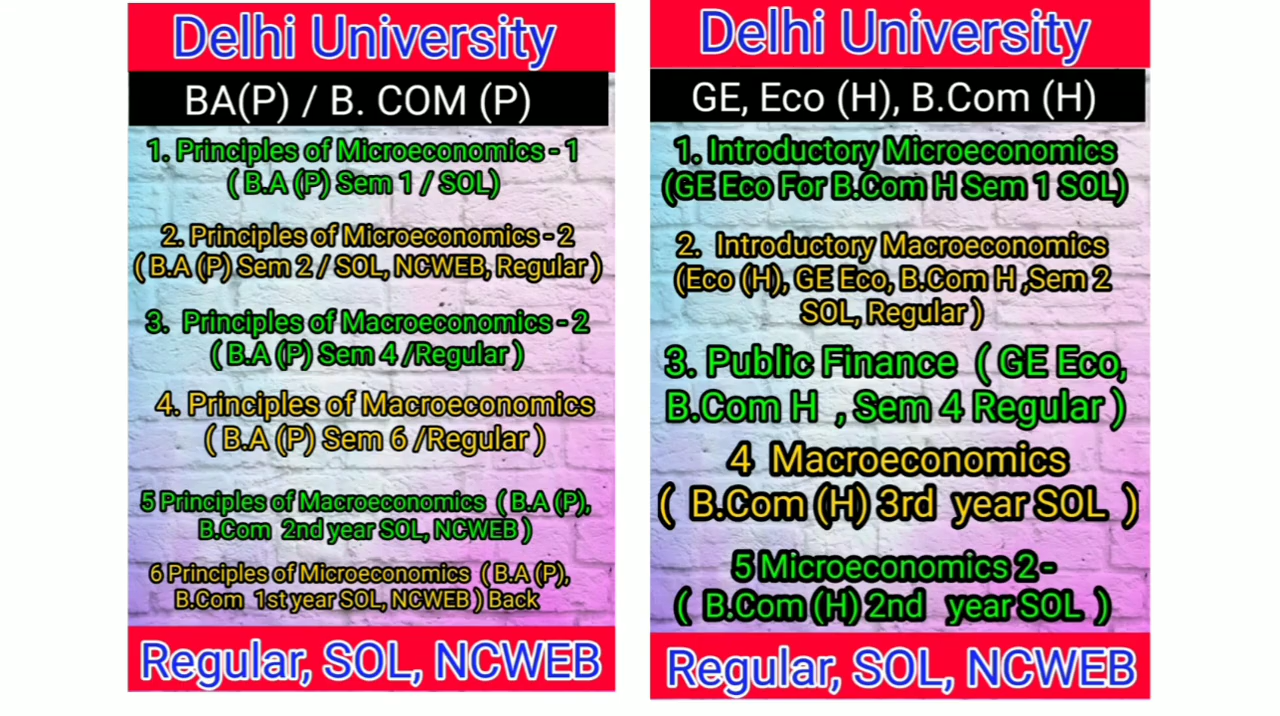 Delhi University
BA(P) / B. COM (P)
1. Principles of Microeconomics - 1
( B.A (P) Sem 1 / SOL)
2. Principles of Microeconomics - 2
( B.A (P) Sem 2 / SOL, NCWEB, Regular )
3. Principles of Macroeconomics - 2
( B.A (P) Sem 4 /Regular )
4. Principles of Macroeconomics
( B.A (P) Sem 6 /Regular )
5 Principles of Macroeconomics ( B.A (P),
B.Com 2nd year SOL, NCWEB )
6 Principles of Microeconomics ( B.A (P),
B.Com 1st year SOL, NCWEB ) Back
Regular, SOL, NCWEB
Delhi University
GE, Eco (H), B.Com (H)
1. Introductory Microeconomics
(GE Eco For B.Com H Sem 1 SOL)
2. Introductory Macroeconomics
(Eco (H), GE Eco, B.Com H ,Sem 2
SOL, Regular )
3. Public Finance ( GE Eco,
B.Com H , Sem 4 Regular )
4 Macroeconomics
( B.Com (H) 3rd year SOL )
5 Microeconomics 2 -
( B.Com (H) 2nd year SOL )
Regular, SOL, NCWEB